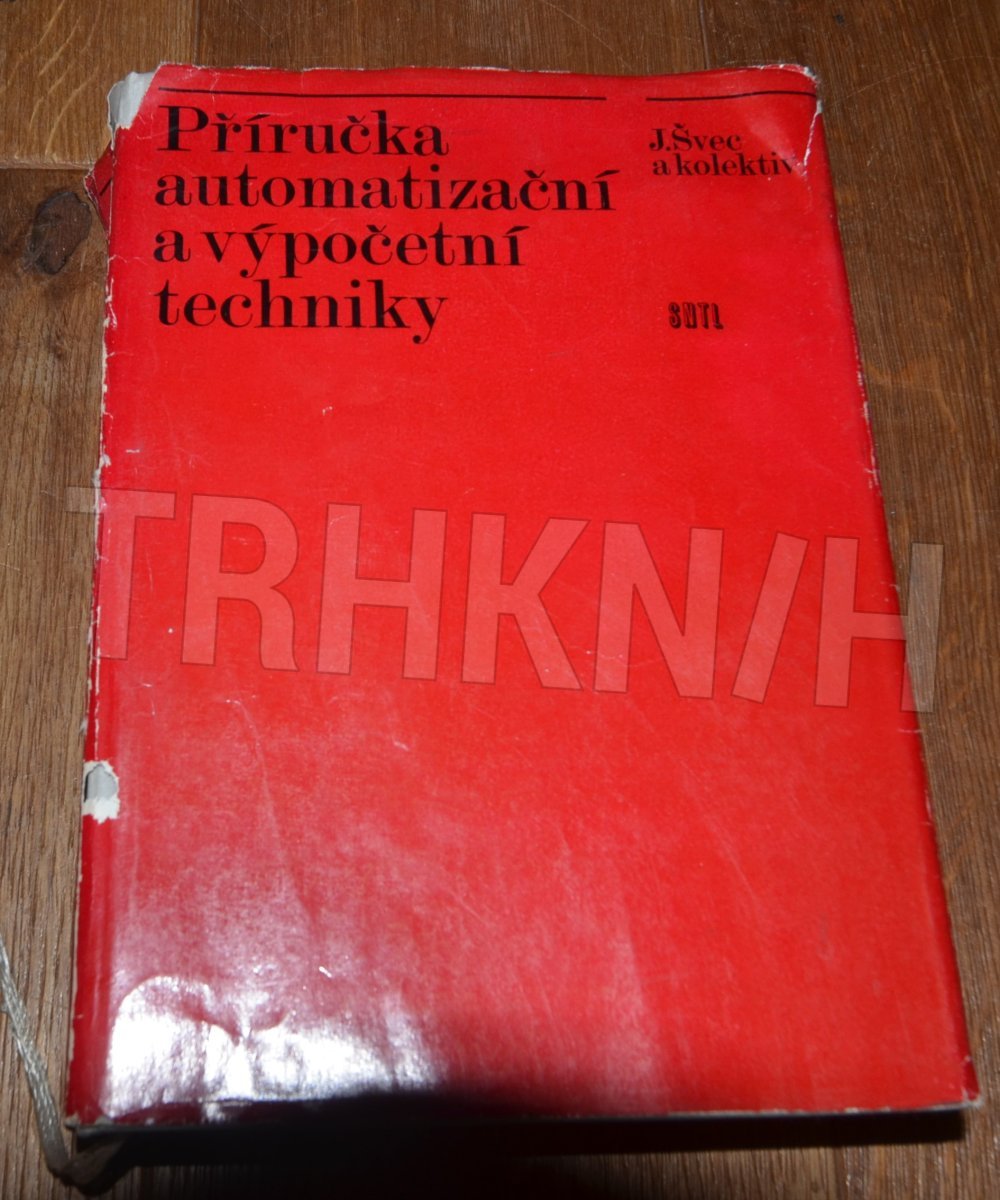 Příručka
automatizační
a výpočetní
techniky
J. Švec
a kolektiv
SNTL
TRHKNIH